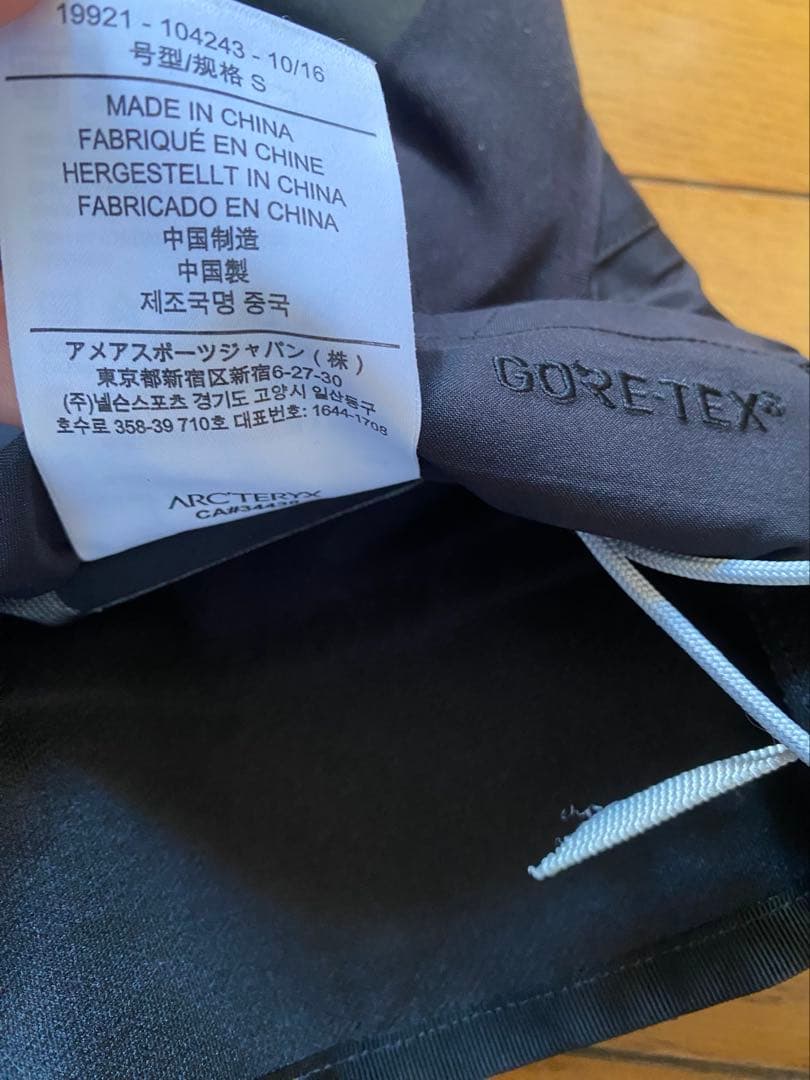 19921 - 104243 - 10/16
号型/规格 S
MADE IN CHINA
FABRIQUÉ EN CHINE
HERGESTELLT IN CHINA
FABRICADO EN CHINA
中国制造
中国製
제조국명 중국
アメアスポーツジャパン(株)
東京都新宿区新宿6-27-30
(주)넬슨스포츠 경기도 고양시 일산동구
호수로 358-39 710호 대표번호: 1644-1708
ARC'TERYX
GORE-TEX®